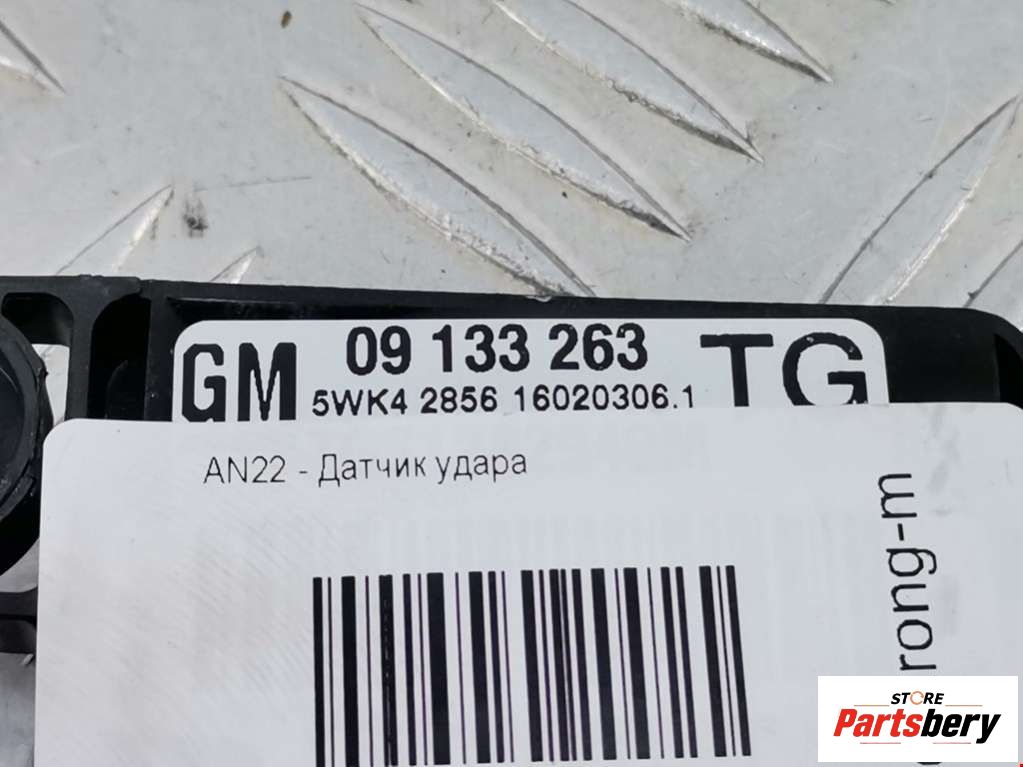 GM 09 133 263 TG
5WK4 2856 16020306.1
AN22 - Датчик удара
rong-m
STORE
Partsbery